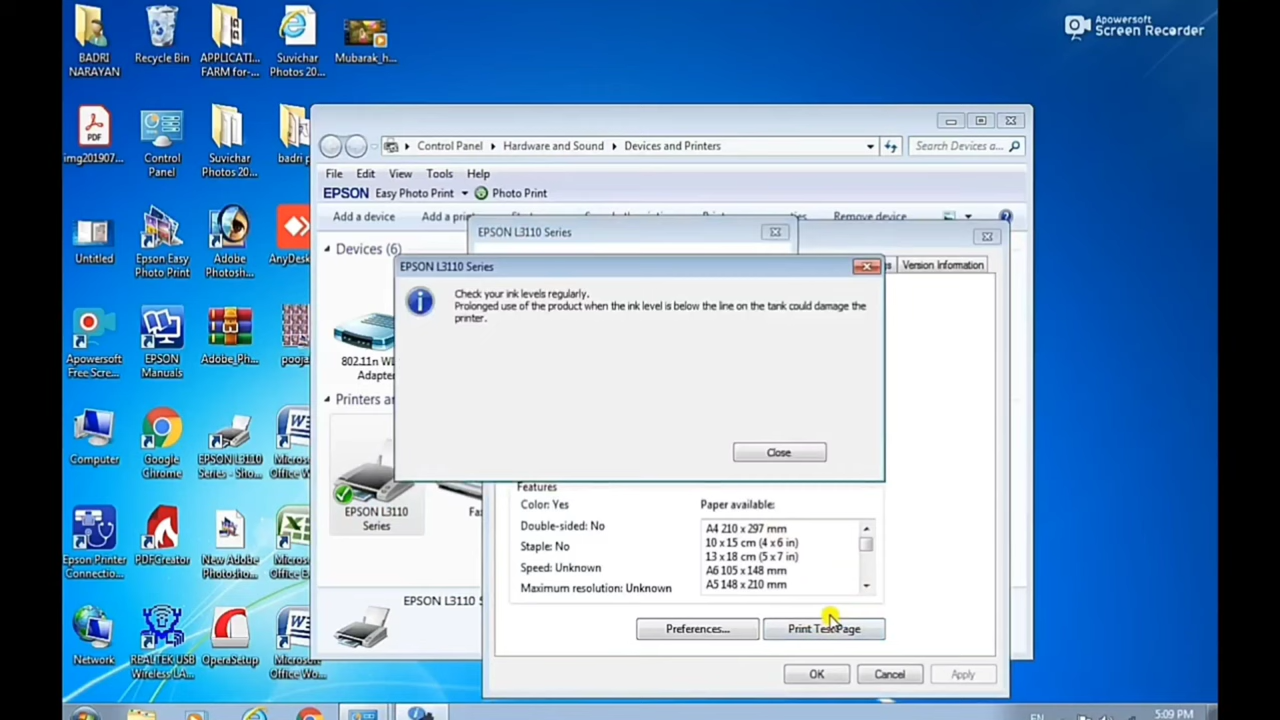 Apowersoft
Screen Recorder
BADRI
NARAYAN
Recycle Bin
APPLICATI...
FARM for-...
Suvichar
Photos 20...
Mubarak_h...
PDF
img201907...
Control
Panel
Suvichar
Photos 20...
badri p
Untitled
Epson Easy
Photo Print
Adobe
Photosh...
AnyDesk
Apowersoft
Free Scre...
EPSON
Manuals
Adobe_Ph...
pooja
Computer
Google
Chrome
EPSON L3110
Series - Sho...
Micros
Office W
Epson Printer
Connectio...
PDFCreator
New Adobe
Photosho...
Micros
Office E
Network
REALTEK USB
Wireless LA...
OperaSetup
Microsoft
Office Wo...
Control Panel
Hardware and Sound
Devices and Printers
Search Devices a...
File Edit View Tools Help
EPSON Easy Photo Print Photo Print
Add a device
Remove device
Devices (6)
802.11n WL
Adapter
Printers a
EPSON L3110
Series
Fa
EPSON L3110 S
EPSON L3110 Series
Version Information
EPSON L3110 Series
Check your ink levels regularly.
Prolonged use of the product when the ink level is below the line on the tank could damage the
printer.
Close
Features
Color: Yes
Double-sided: No
Staple: No
Speed: Unknown
Maximum resolution: Unknown
Paper available:
A4 210 x 297 mm
10 x 15 cm (4 x 6 in)
13 x 18 cm (5 x 7 in)
A6 105 x 148 mm
A5 148 x 210 mm
Preferences... Print Test Page
OK Cancel Apply
EN
5:09 PM